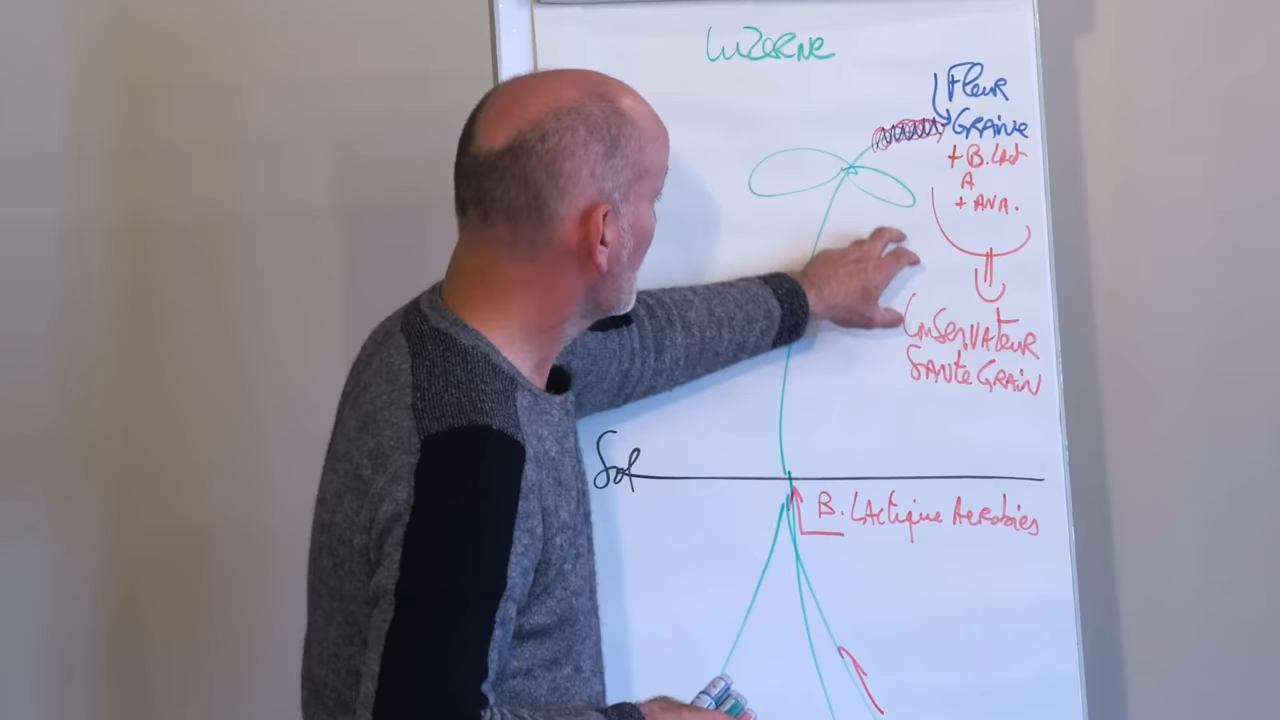 LUZERNE
Fleur
GRAINE
+ B. Lact
A
+ ANA.
CONSERVATEUR
SANTE GRAIN
Sol
B. LACTIQUE AEROBIES